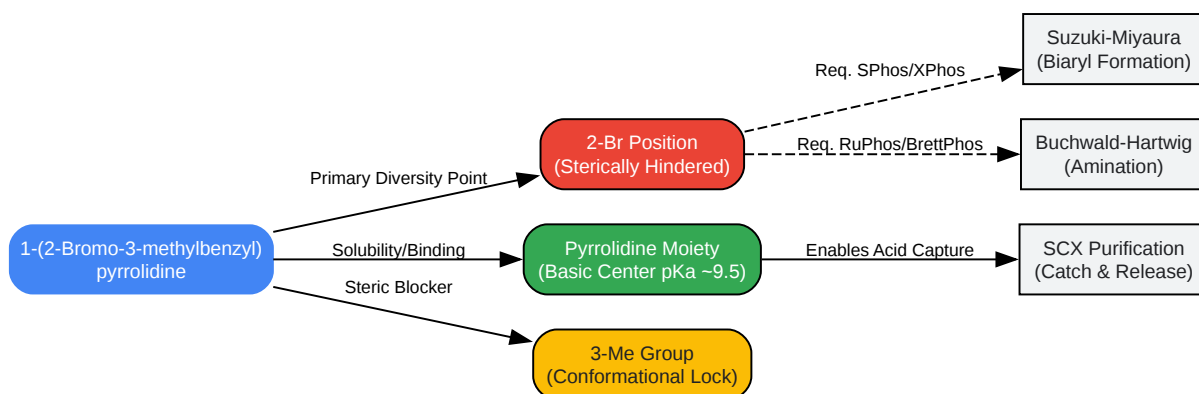 1-(2-Bromo-3-methylbenzyl)
pyrrolidine
Primary Diversity Point
Solubility/Binding
Steric Blocker
2-Br Position
(Sterically Hindered)
Pyrrolidine Moiety
(Basic Center pKa ~9.5)
3-Me Group
(Conformational Lock)
Req. SPhos/XPhos
Req. RuPhos/BrettPhos
Enables Acid Capture
Suzuki-Miyaura
(Biaryl Formation)
Buchwald-Hartwig
(Amination)
SCX Purification
(Catch & Release)